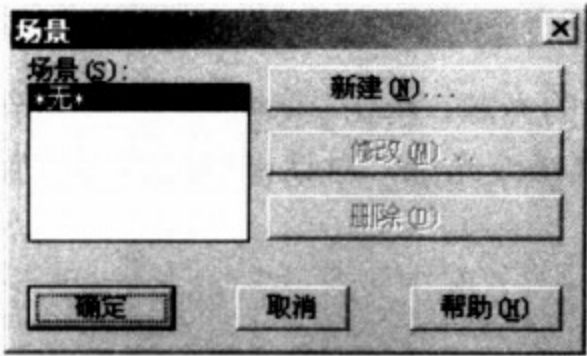 场景
场景(S):
*无*
新建(N)...
修改(M)...
删除(D)
确定
取消
帮助(H)